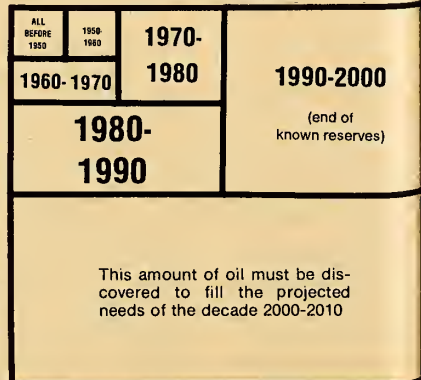 ALL
BEFORE
1950
1950-
1960
1970-
1980
1960-1970
1990-2000
(end of
known reserves)
1980-
1990
This amount of oil must be dis-
covered to fill the projected
needs of the decade 2000-2010